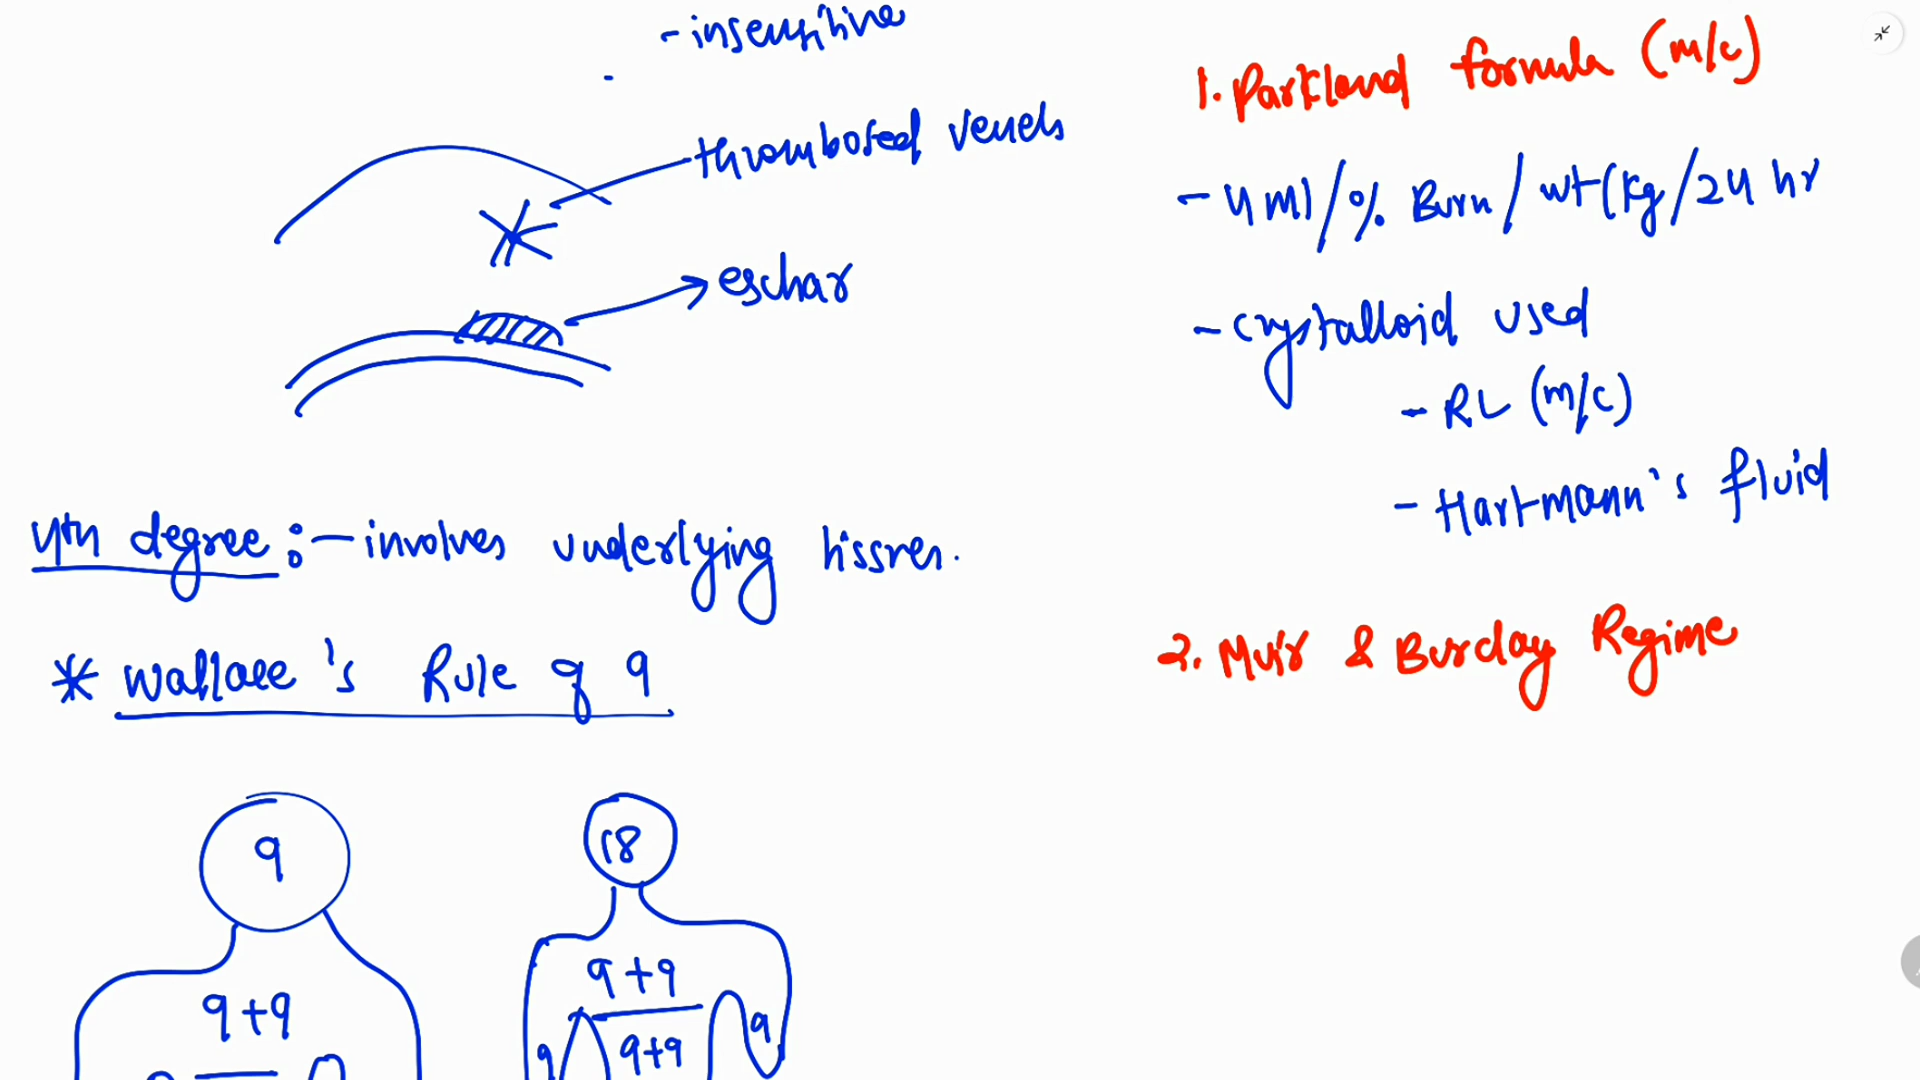 - insensitive
-
thrombosed vessels
eschar
4th degree :- involves underlying tissues.
* Wallace's Rule of 9
9
18
9+9
9+9
9
9+9
9
1. Parkland formula (m/c)
- 4 ml/% Burn/wt(kg/24 hr
- crystalloid used
- RL (m/c)
- Hartmann's fluid
2. Muir & Burclay Regime